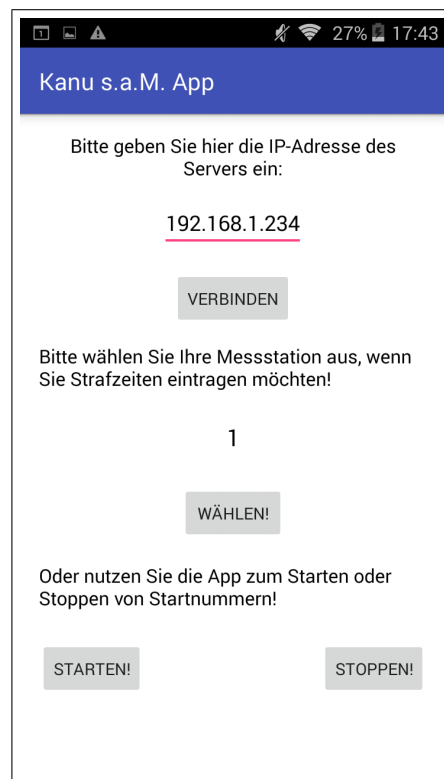 1 27% 17:43
Kanu s.a.M. App
Bitte geben Sie hier die IP-Adresse des
Servers ein:
192.168.1.234
VERBINDEN
Bitte wählen Sie Ihre Messstation aus, wenn
Sie Strafzeiten eintragen möchten!
1
WÄHLEN!
Oder nutzen Sie die App zum Starten oder
Stoppen von Startnummern!
STARTEN! STOPPEN!